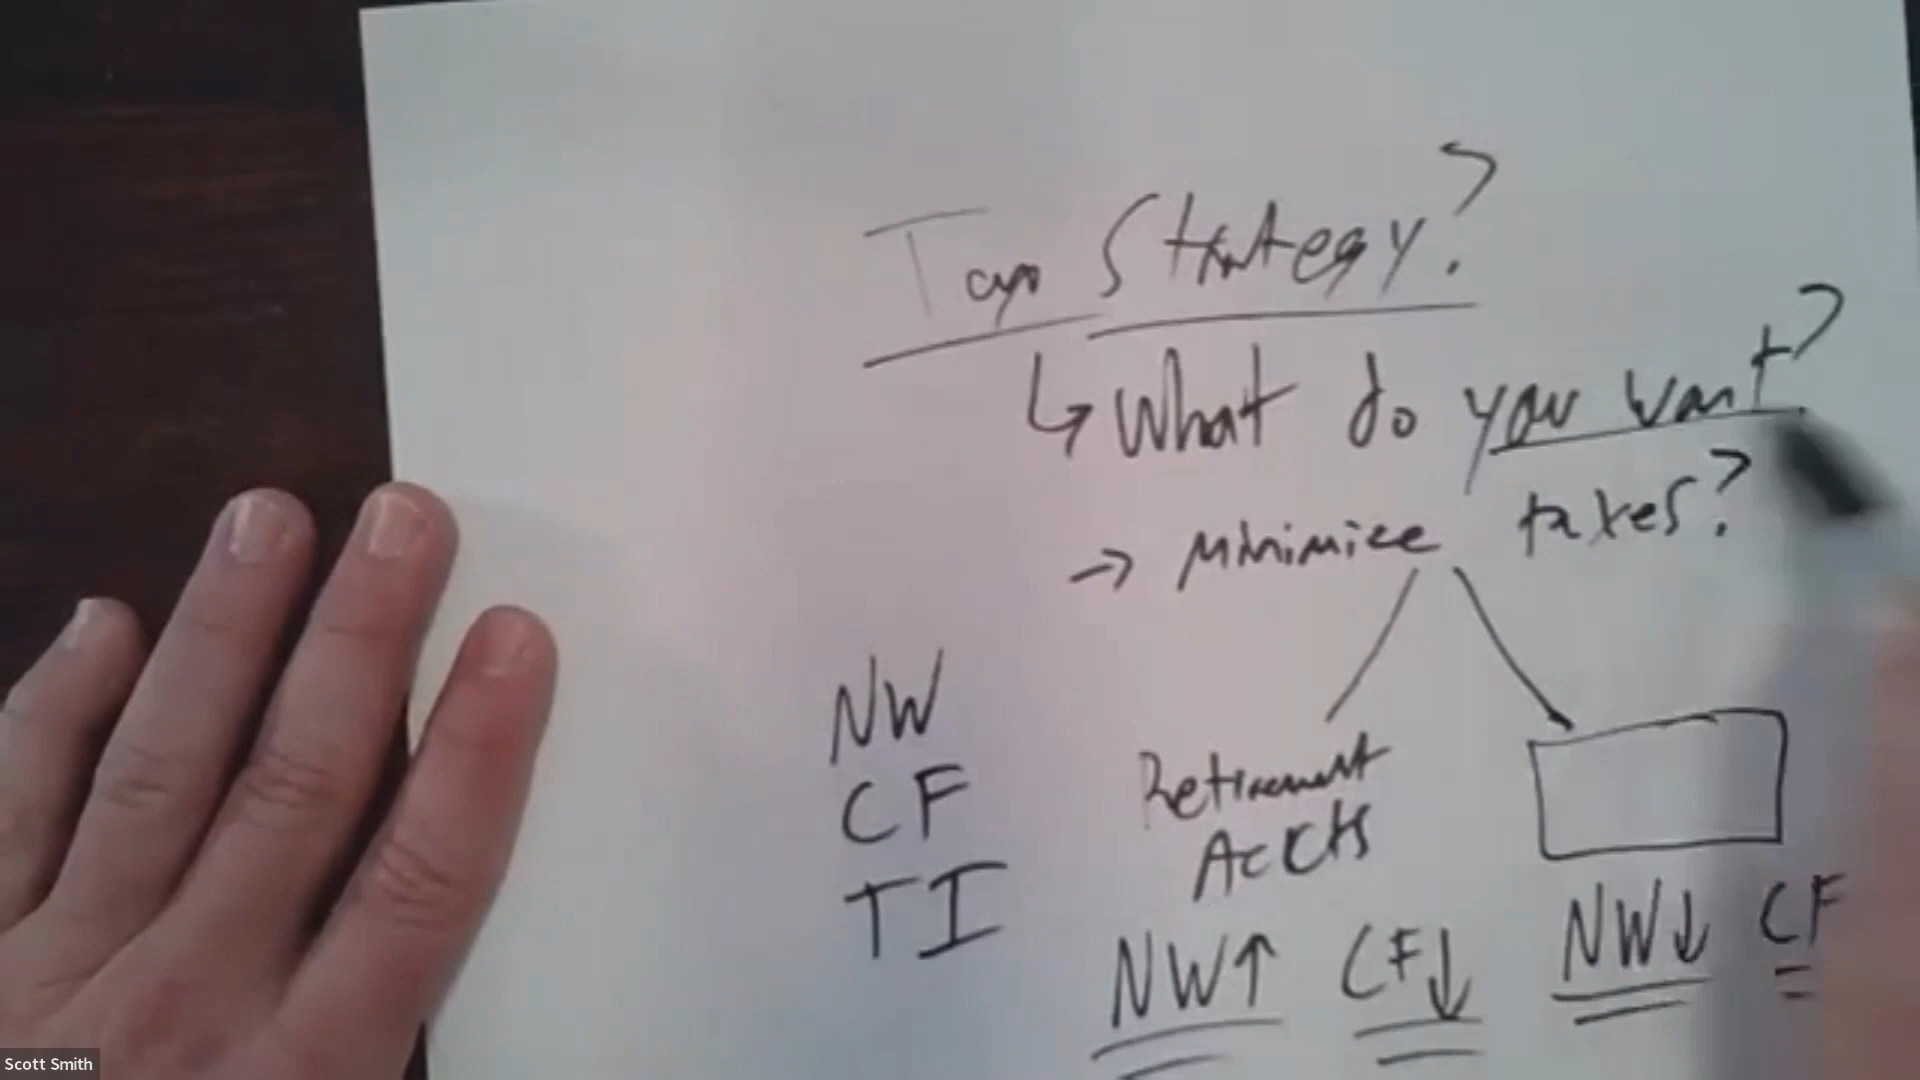 Tax Strategy?
↳ What do you want?
→ Minimize taxes?
NW
CF
TI
Retirement
Accts
NW↑ CF↓
NW↓ CF
Scott Smith